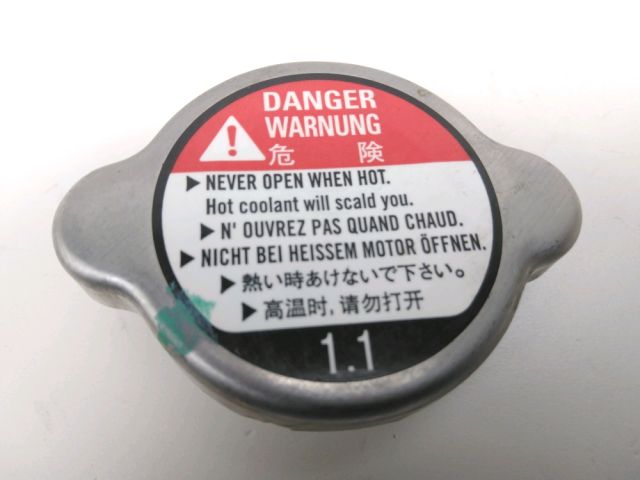 DANGER
WARNUNG
危 険
▶ NEVER OPEN WHEN HOT.
Hot coolant will scald you.
▶ N' OUVREZ PAS QUAND CHAUD.
▶ NICHT BEI HEISSEM MOTOR ÖFFNEN.
▶ 熱い時あけないで下さい。
▶ 高温时,请勿打开
1.1